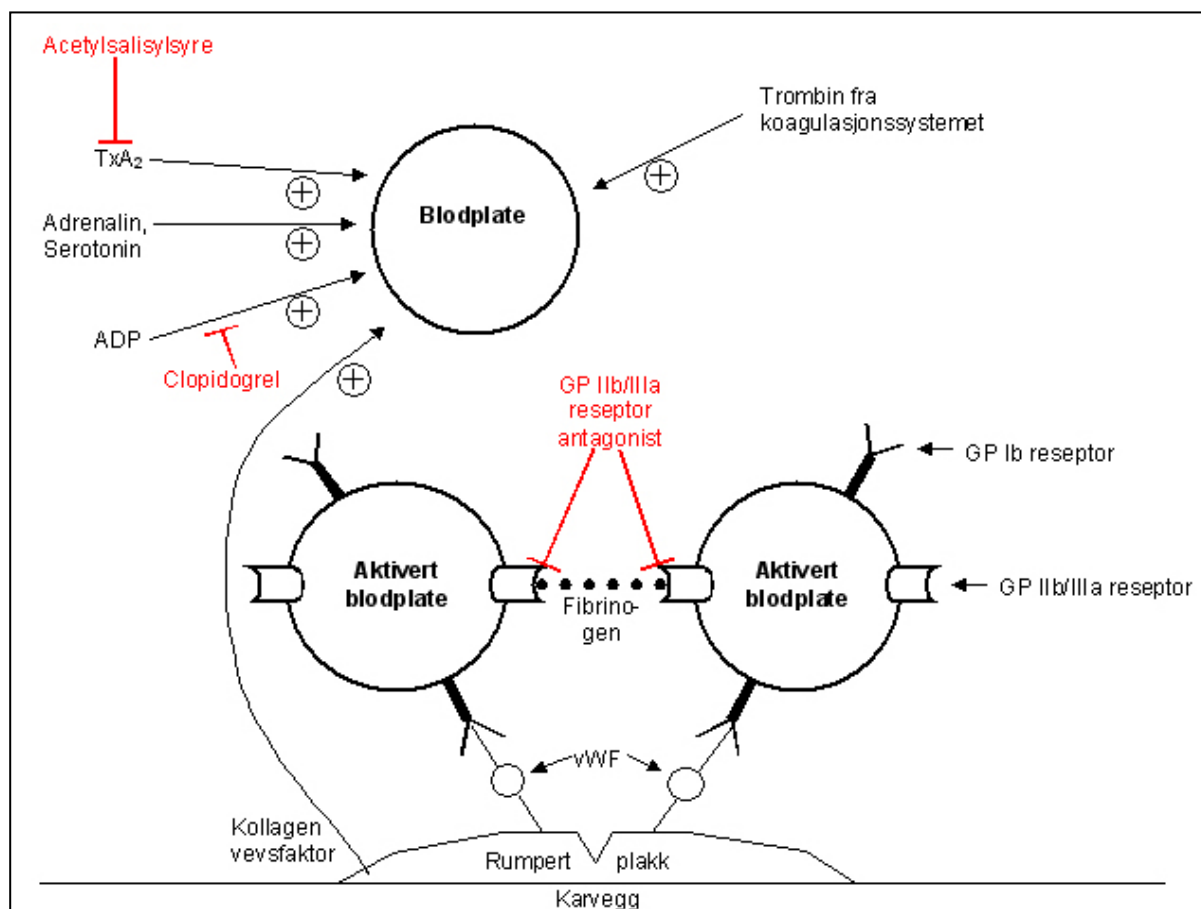 Acetylsalisylsyre
Trombin fra
koagulasjonssystemet
TxA₂
Adrenalin,
Serotonin
Blodplate
ADP
Clopidogrel
GP IIb/IIIa
reseptor
antagonist
GP Ib reseptor
Aktivert
blodplate
Fibrino-
gen
Aktivert
blodplate
GP IIb/IIIa reseptor
vWF
Kollagen
vevsfaktor
Rumpert plakk
Karvegg